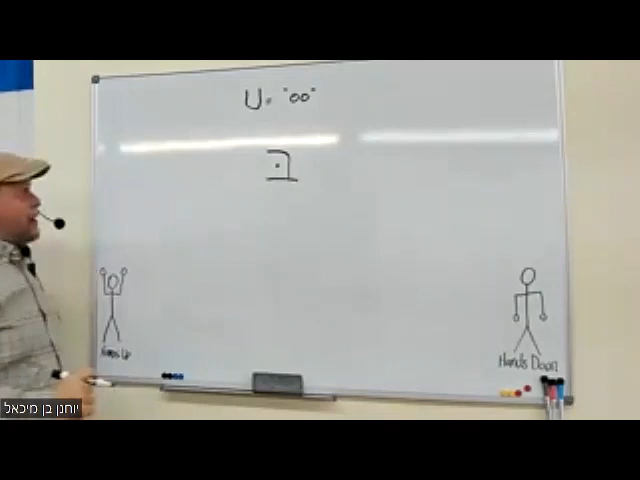 U = "oo"
בּ
Hands Up
Hands Down
יוחנן בן מיכאל